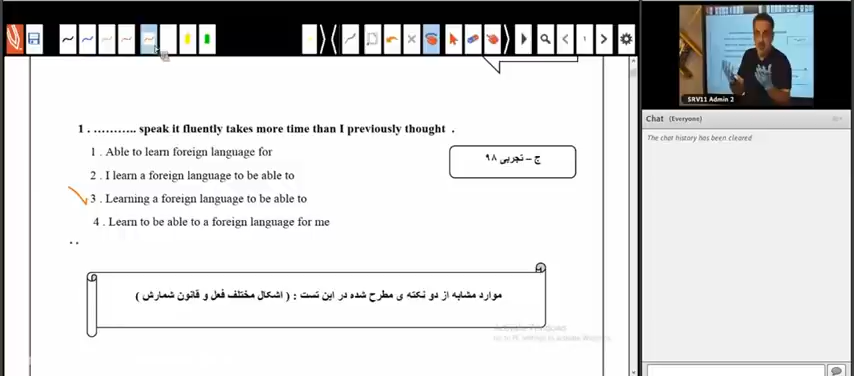 SRV11 Admin 2
Chat (Everyones)
The chat history has been cleared
1 . ........... speak it fluently takes more time than I previously thought .
1 . Able to learn foreign language for
ج – تجربی ۹۸
2 . I learn a foreign language to be able to
3 . Learning a foreign language to be able to
4 . Learn to be able to a foreign language for me
موارد مشابه از دو نکته ی مطرح شده در این تست : ( اشکال مختلف فعل و قانون شمارش )
Activate Windows